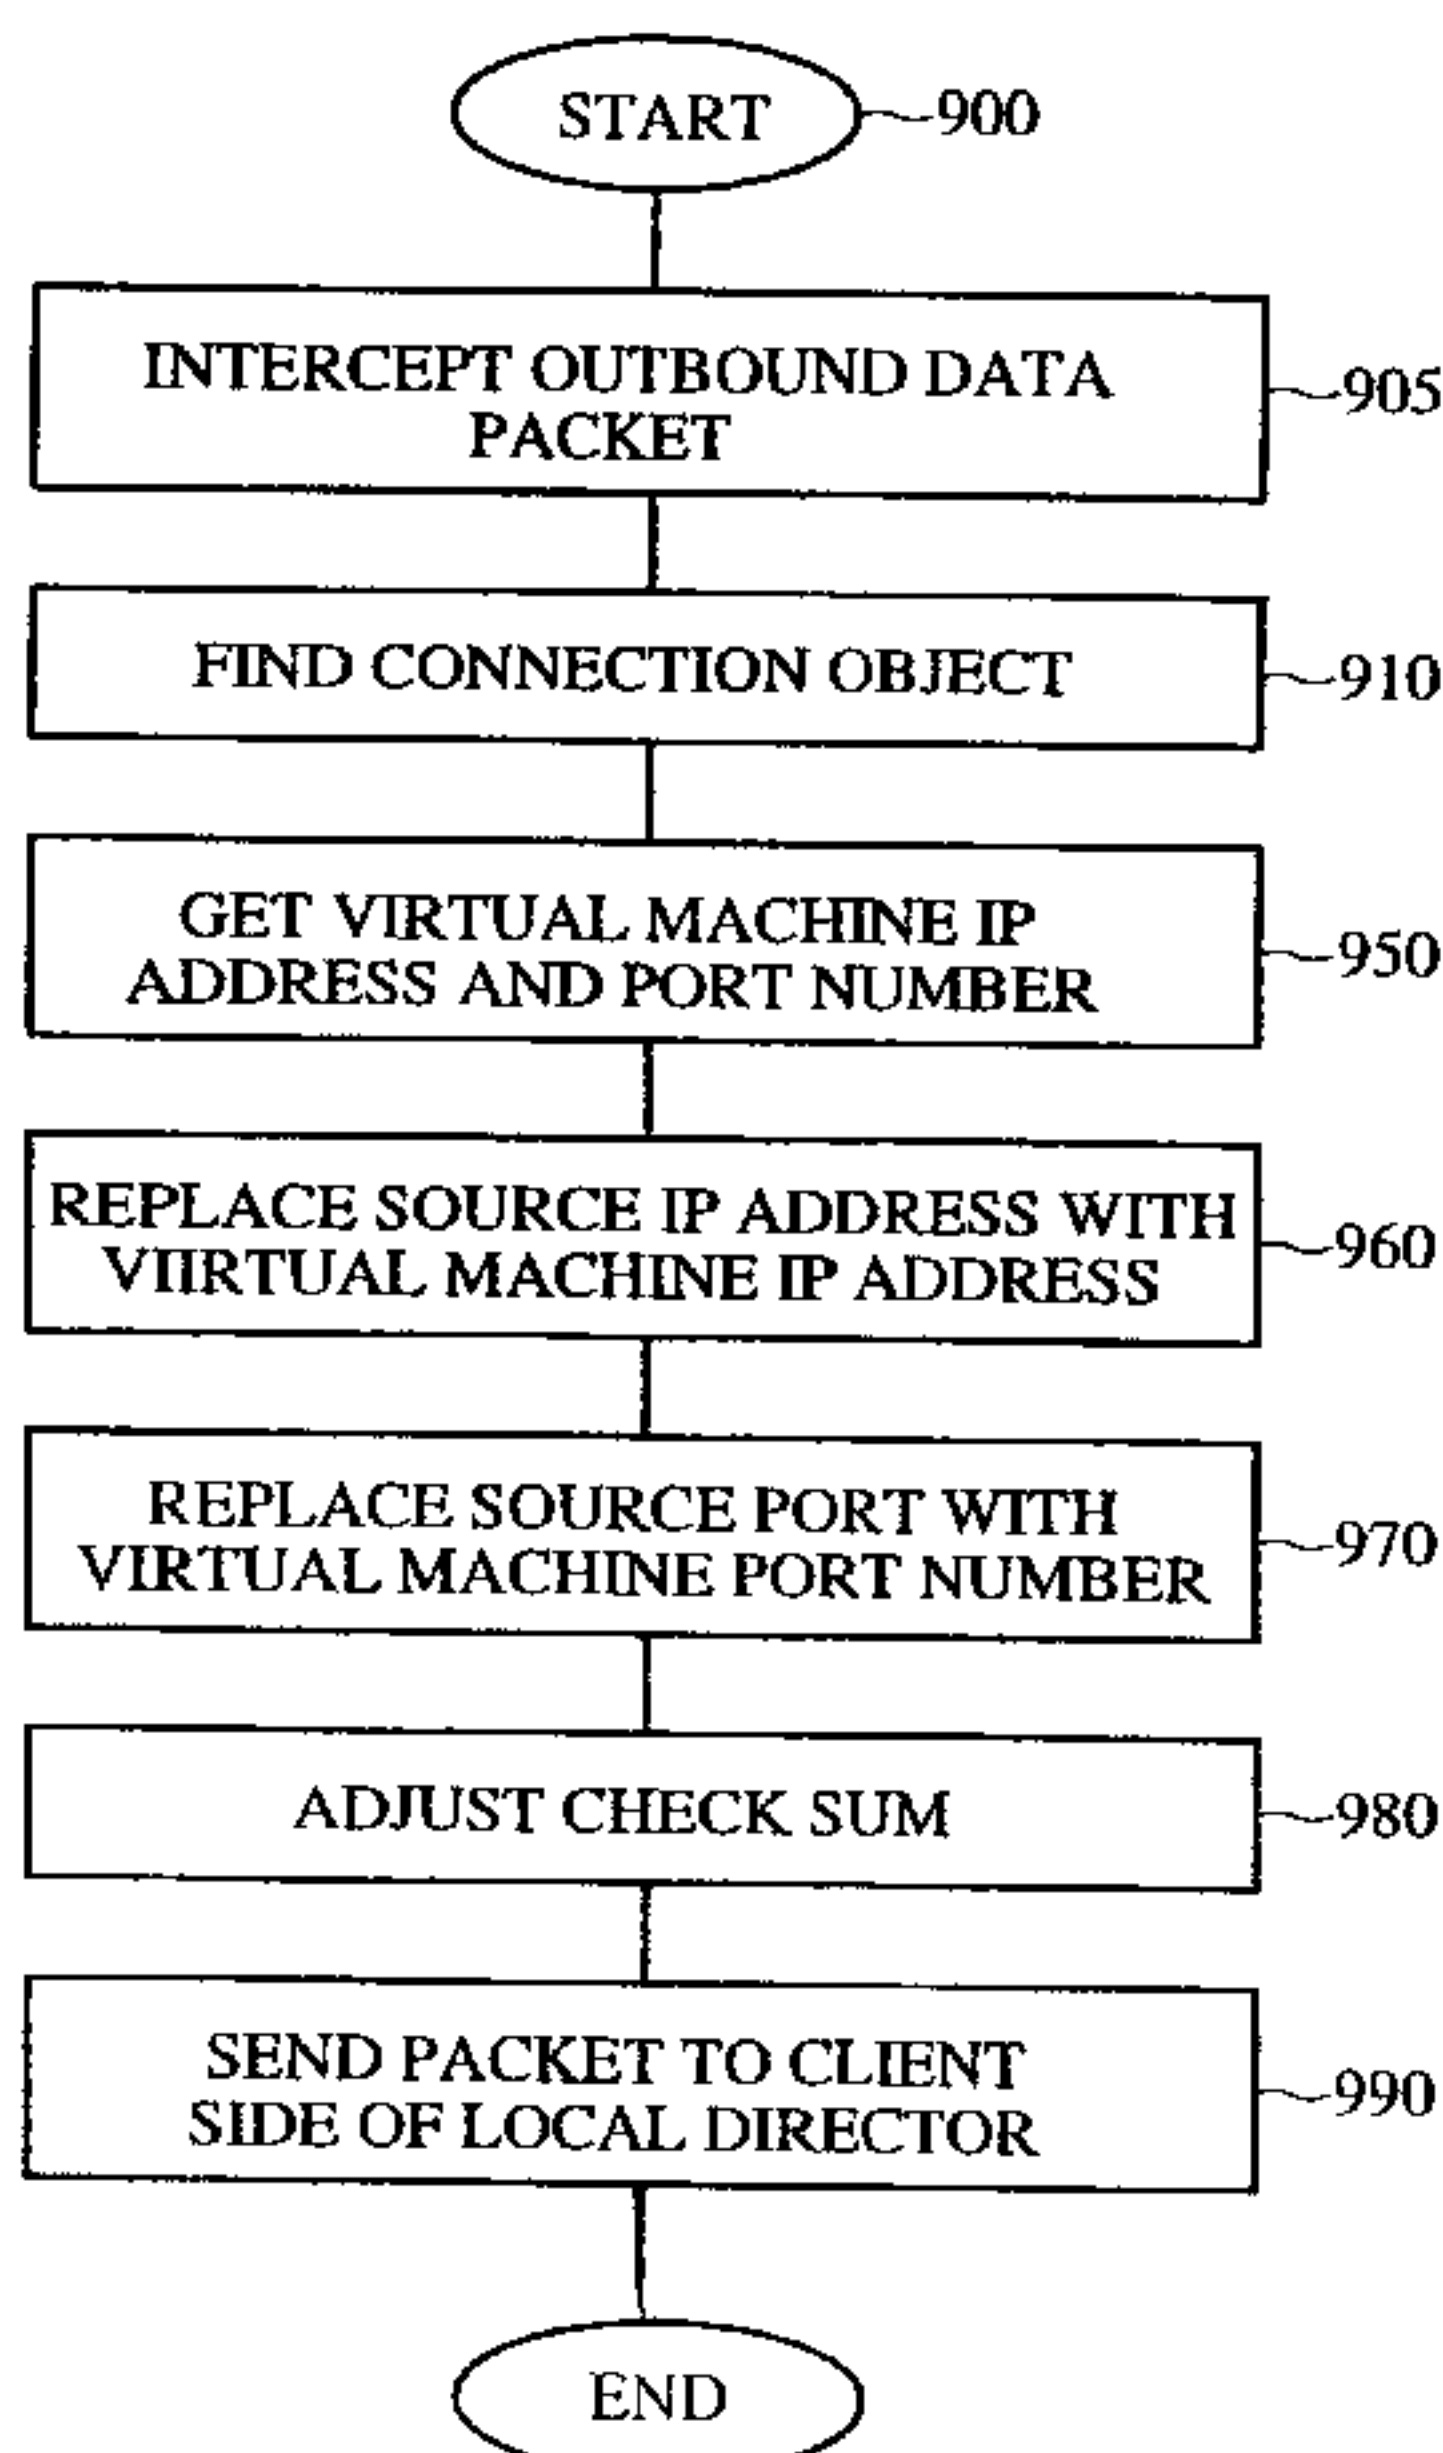 START
900
INTERCEPT OUTBOUND DATA
PACKET
905
FIND CONNECTION OBJECT
910
GET VIRTUAL MACHINE IP
ADDRESS AND PORT NUMBER
950
REPLACE SOURCE IP ADDRESS WITH
VIIRTUAL MACHINE IP ADDRESS
960
REPLACE SOURCE PORT WITH
VIRTUAL MACHINE PORT NUMBER
970
ADJUST CHECK SUM
980
SEND PACKET TO CLIENT
SIDE OF LOCAL DIRECTOR
990
END